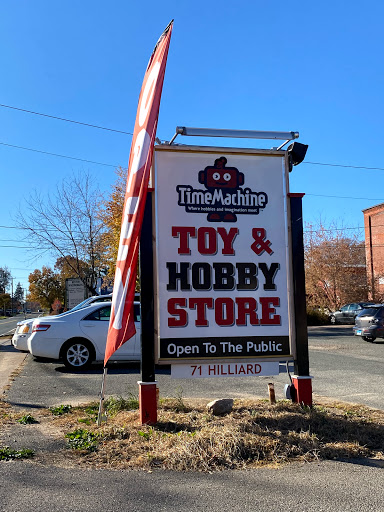 TimeMachine
Where hobbies and imagination meet
TOY &
HOBBY
STORE
Open To The Public
71 HILLIARD